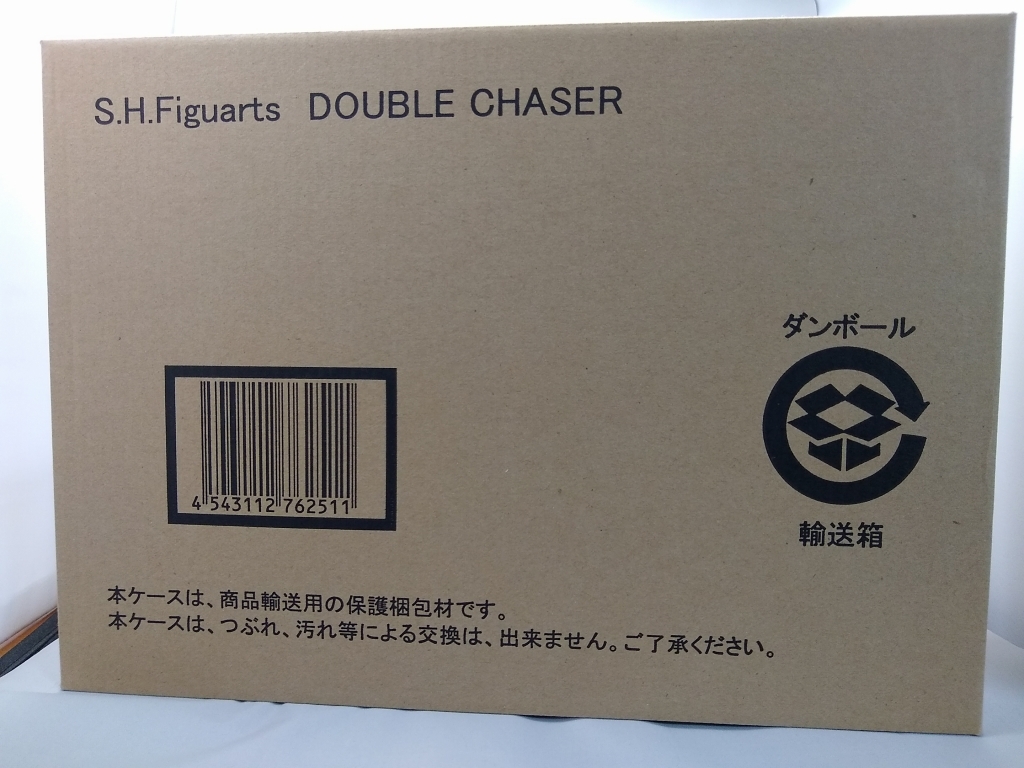 S.H.Figuarts DOUBLE CHASER
ダンボール
4 543112 762511
輸送箱
本ケースは、商品輸送用の保護梱包材です。
本ケースは、つぶれ、汚れ等による交換は、出来ません。ご了承ください。